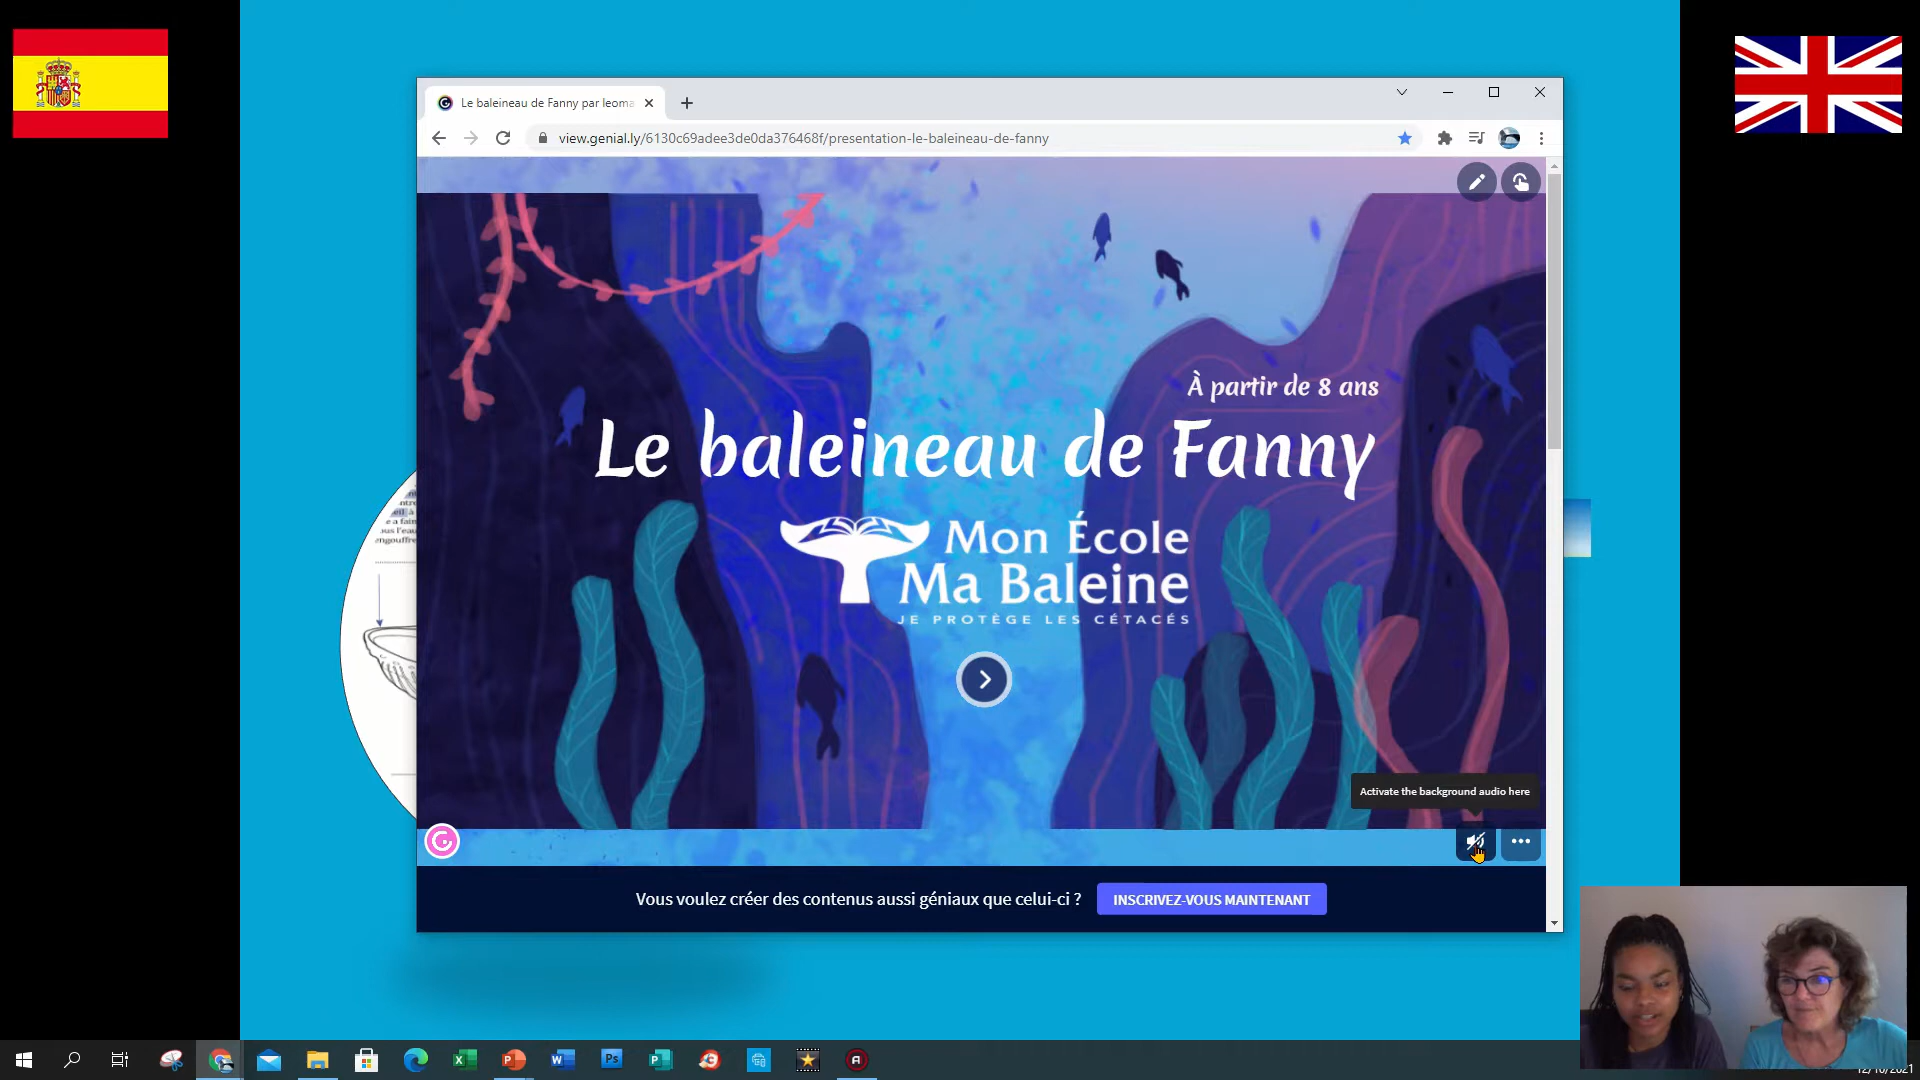 Le baleineau de Fanny par leoma
view.genial.ly/6130c69adee3de0da376468f/presentation-le-baleineau-de-fanny
À partir de 8 ans
Le baleineau de Fanny
Mon École
Ma Baleine
JE PROTÈGE LES CÉTACÉS
Activate the background audio here
Vous voulez créer des contenus aussi géniaux que celui-ci ?
INSCRIVEZ-VOUS MAINTENANT